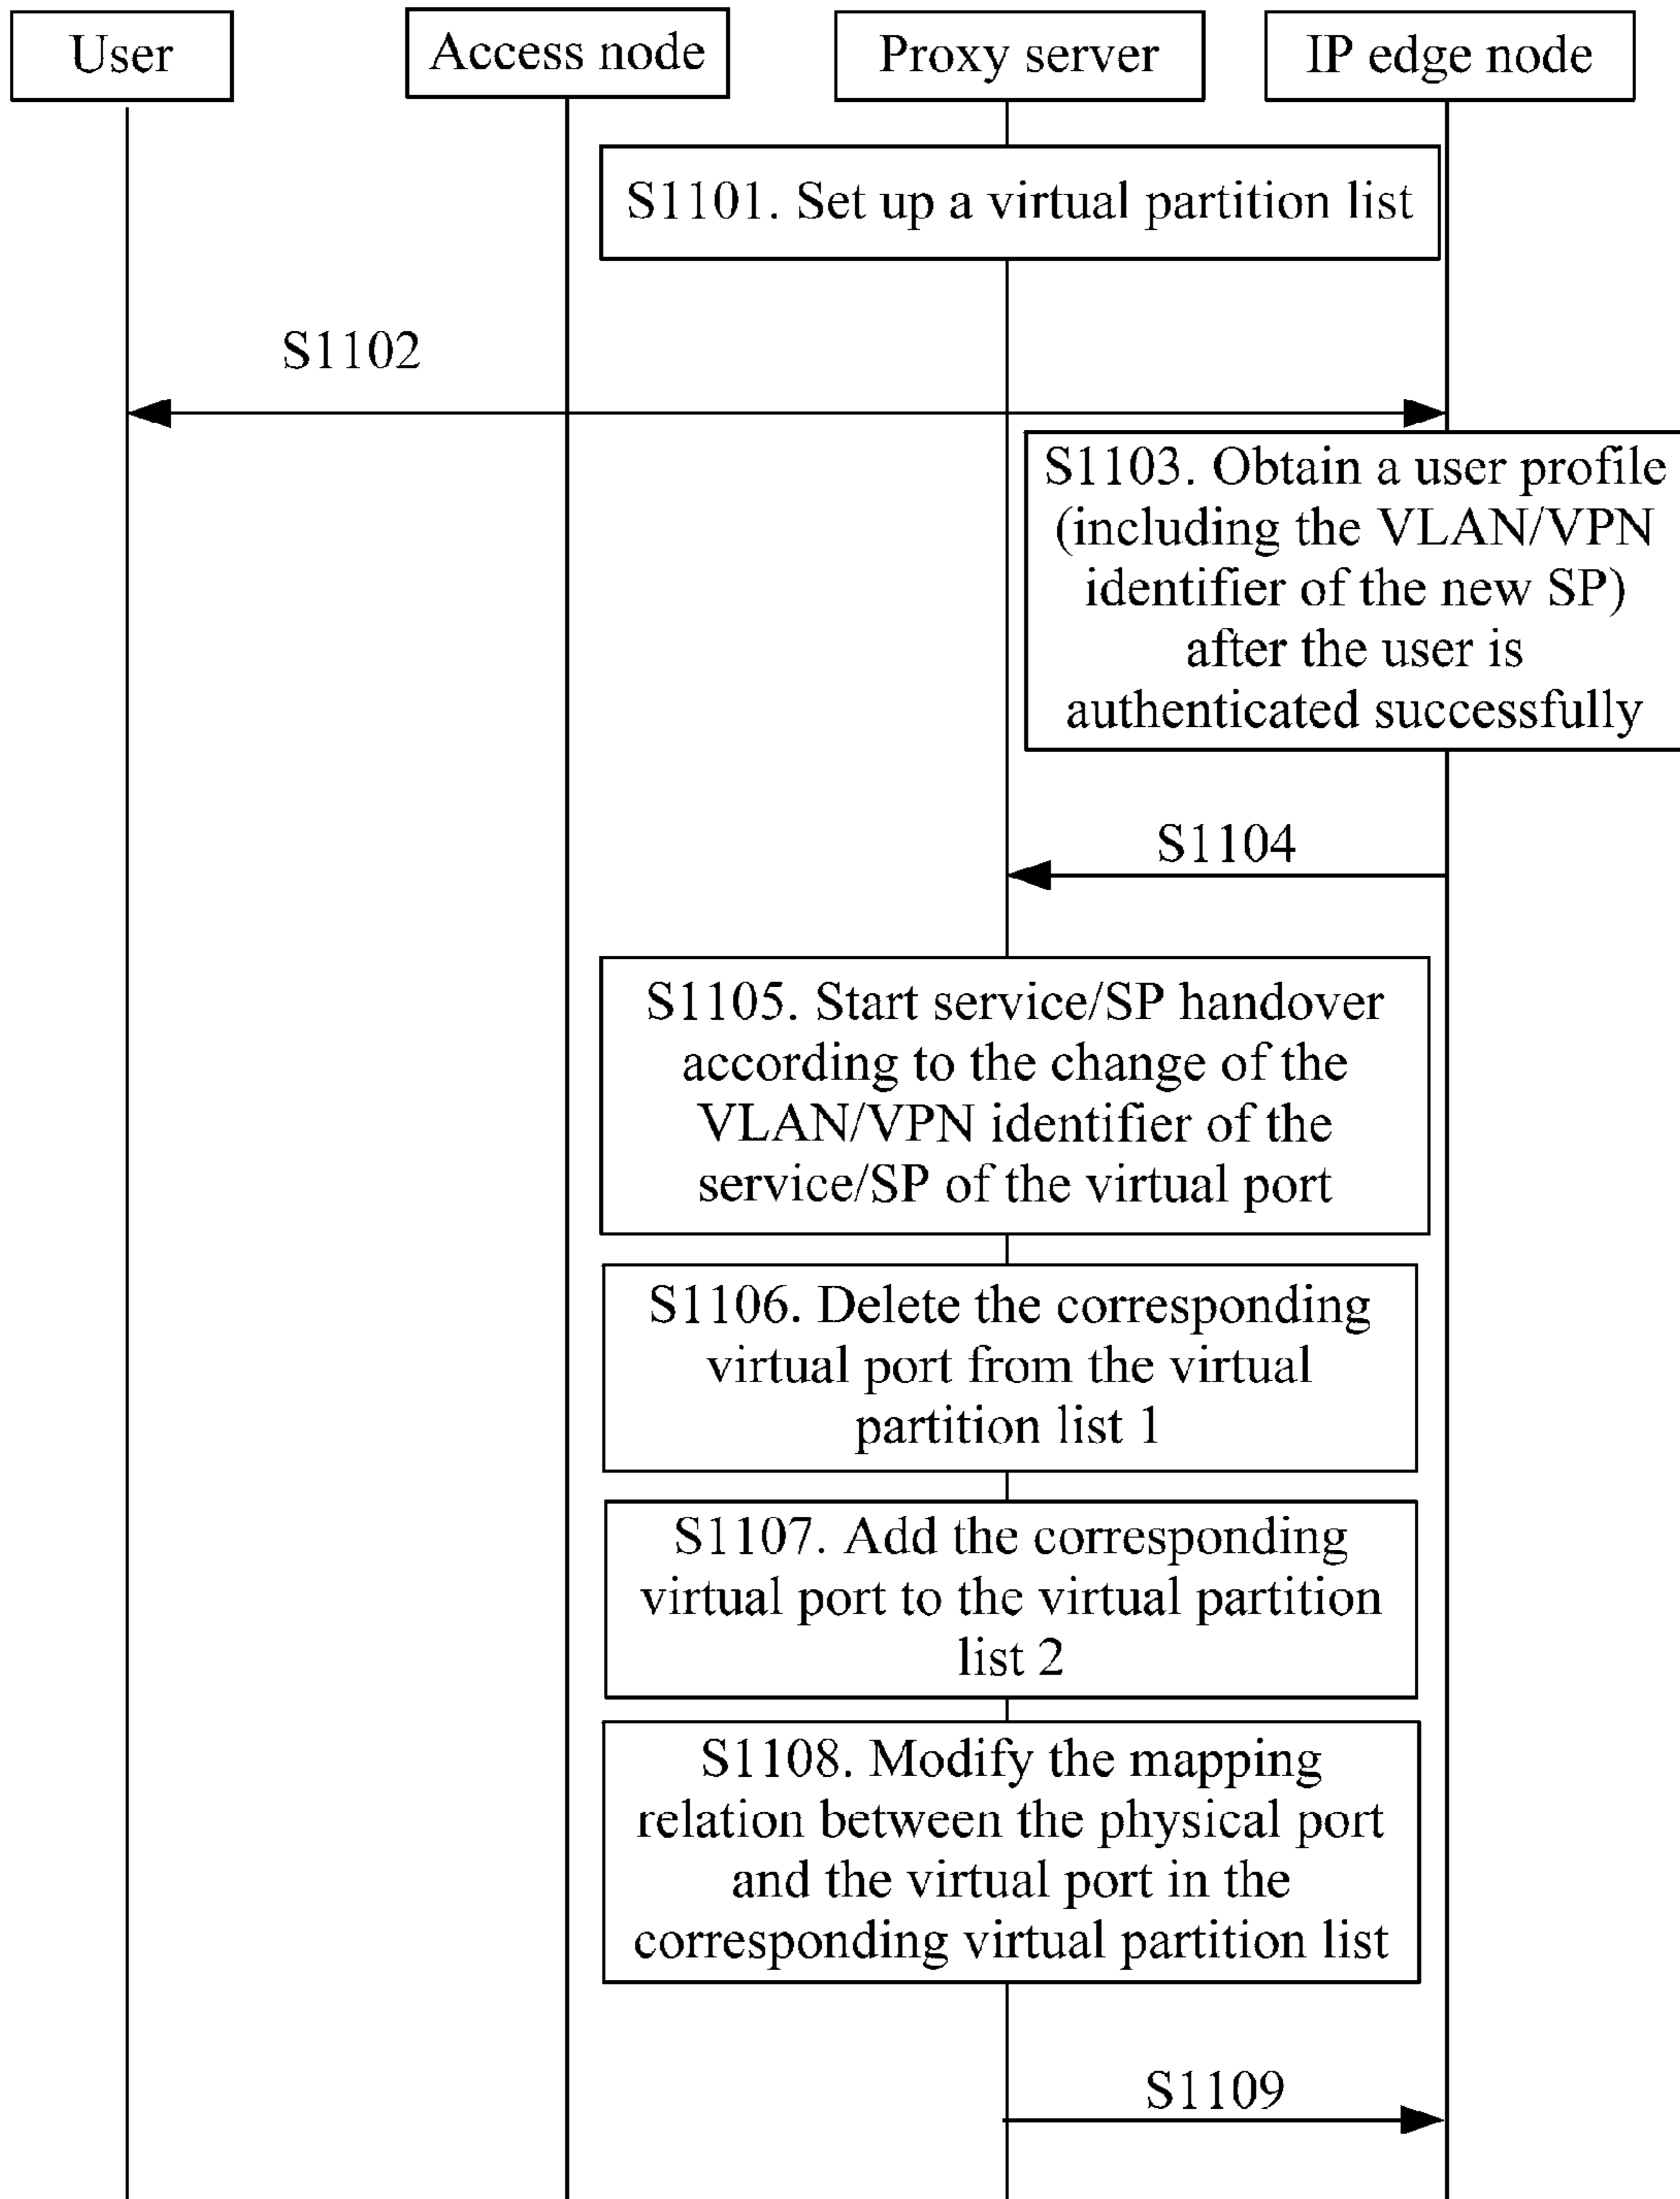 User
Access node
Proxy server
IP edge node
S1101. Set up a virtual partition list
S1102
S1103. Obtain a user profile
(including the VLAN/VPN
identifier of the new SP)
after the user is
authenticated successfully
S1104
S1105. Start service/SP handover
according to the change of the
VLAN/VPN identifier of the
service/SP of the virtual port
S1106. Delete the corresponding
virtual port from the virtual
partition list 1
S1107. Add the corresponding
virtual port to the virtual partition
list 2
S1108. Modify the mapping
relation between the physical port
and the virtual port in the
corresponding virtual partition list
S1109